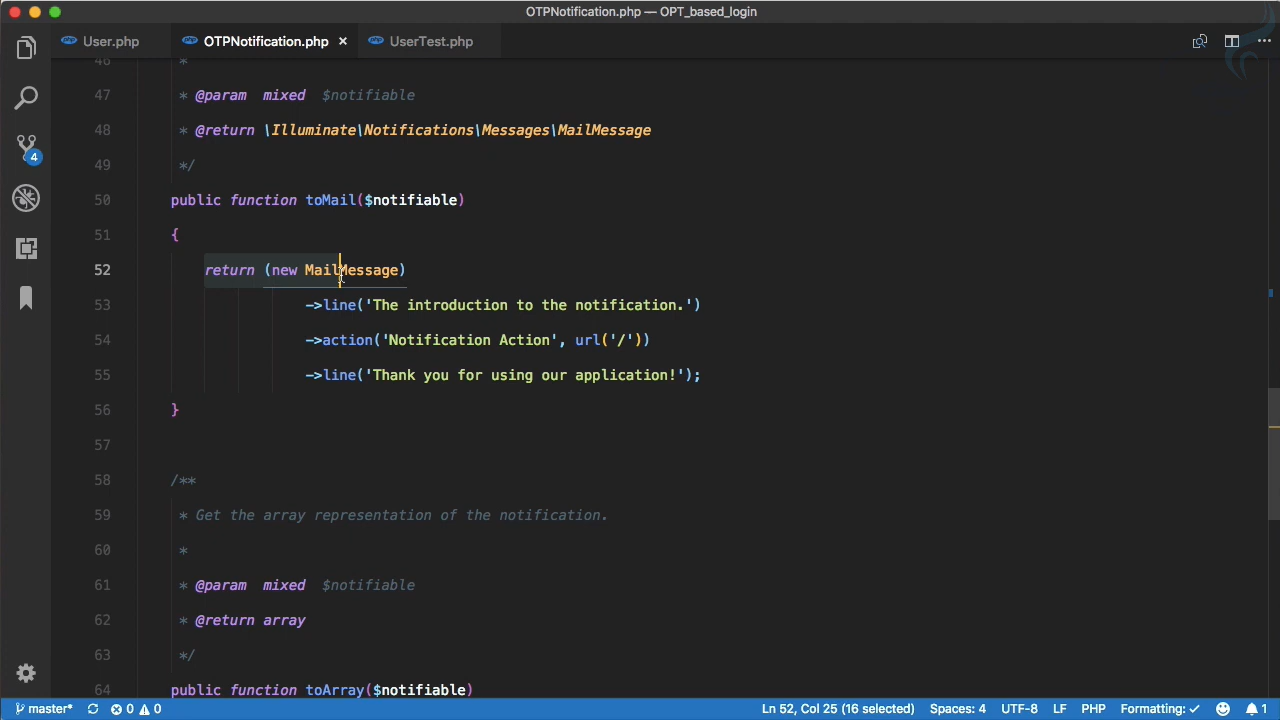 OTPNotification.php — OPT_based_login
User.php
OTPNotification.php ×
UserTest.php
46 *
47 * @param mixed $notifiable
48 * @return \Illuminate\Notifications\Messages\MailMessage
49 */
50 public function toMail($notifiable)
51 {
52 return (new MailMessage)
53 ->line('The introduction to the notification.')
54 ->action('Notification Action', url('/'))
55 ->line('Thank you for using our application!');
56 }
57
58 /**
59 * Get the array representation of the notification.
60 *
61 * @param mixed $notifiable
62 * @return array
63 */
64 public function toArray($notifiable)
4
master* 0 0 Ln 52, Col 25 (16 selected) Spaces: 4 UTF-8 LF PHP Formatting: ✓ 1